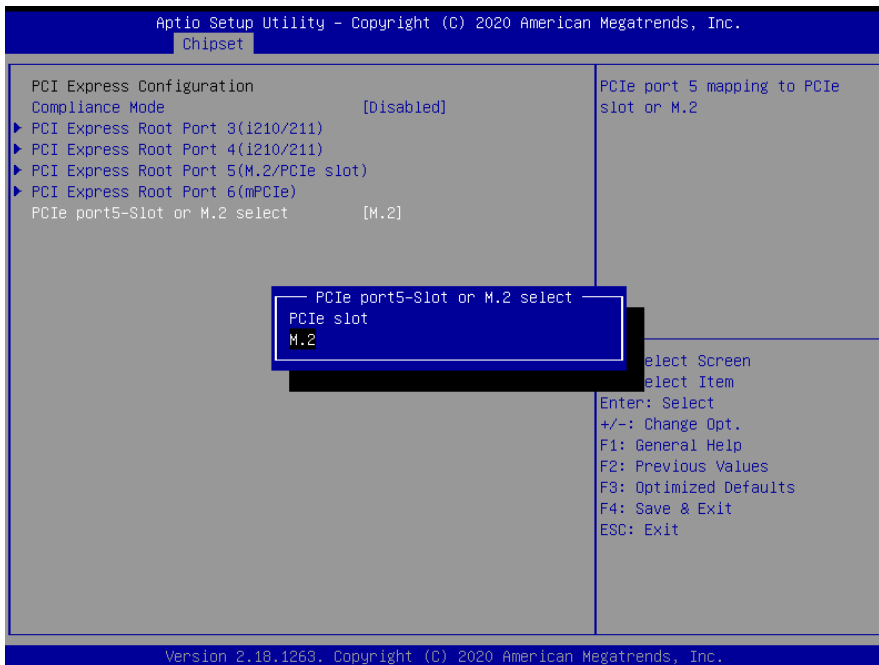 Aptio Setup Utility – Copyright (C) 2020 American Megatrends, Inc.
Chipset
PCI Express Configuration
Compliance Mode [Disabled]
PCI Express Root Port 3(i210/211)
PCI Express Root Port 4(i210/211)
PCI Express Root Port 5(M.2/PCIe slot)
PCI Express Root Port 6(mPCIe)
PCIe port5-Slot or M.2 select [M.2]
PCIe port5-Slot or M.2 select
PCIe slot
M.2
PCIe port 5 mapping to PCIe
slot or M.2
elect Screen
elect Item
Enter: Select
+/-: Change Opt.
F1: General Help
F2: Previous Values
F3: Optimized Defaults
F4: Save & Exit
ESC: Exit
Version 2.18.1263. Copyright (C) 2020 American Megatrends, Inc.